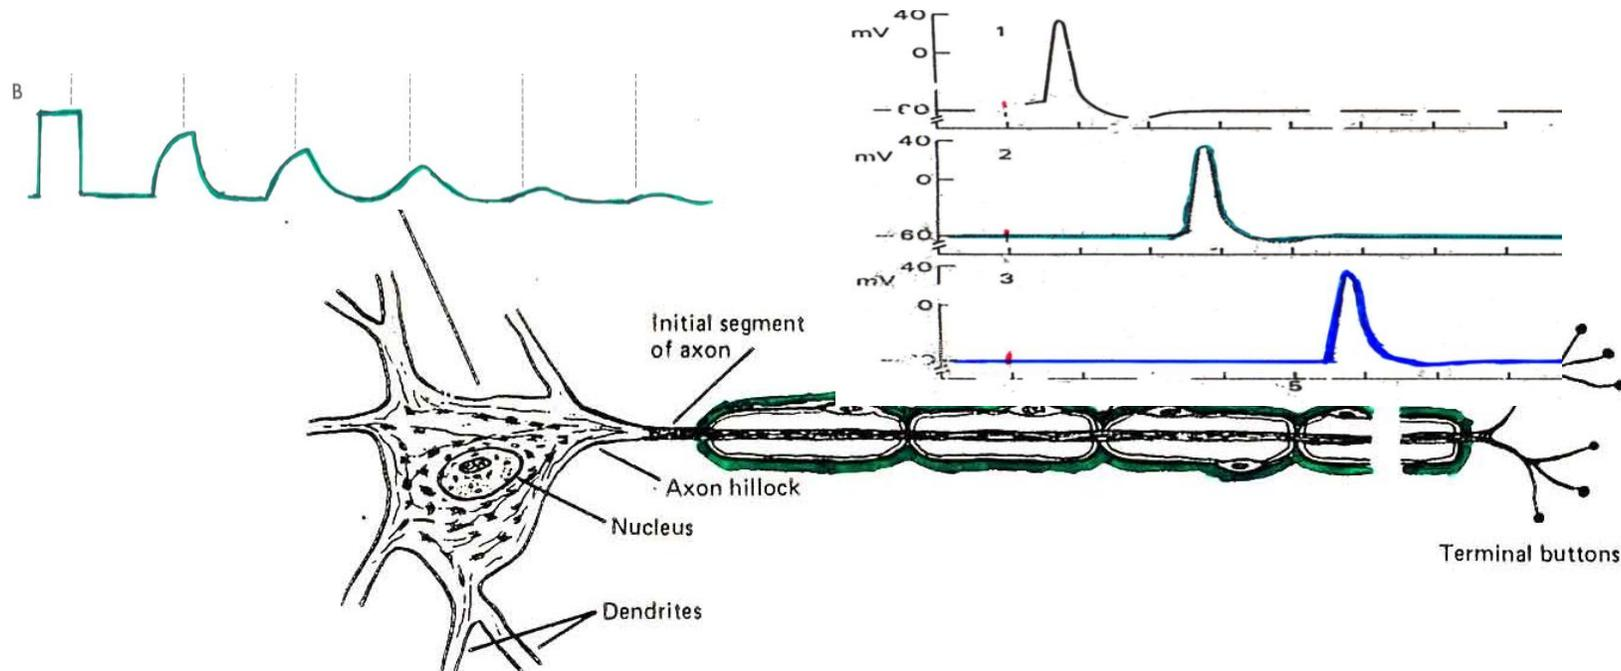 B
40
mV
0
1
40
mV
2
0
-60
40
mV
3
0
5
Initial segment
of axon
Axon hillock
Nucleus
Dendrites
Terminal buttons